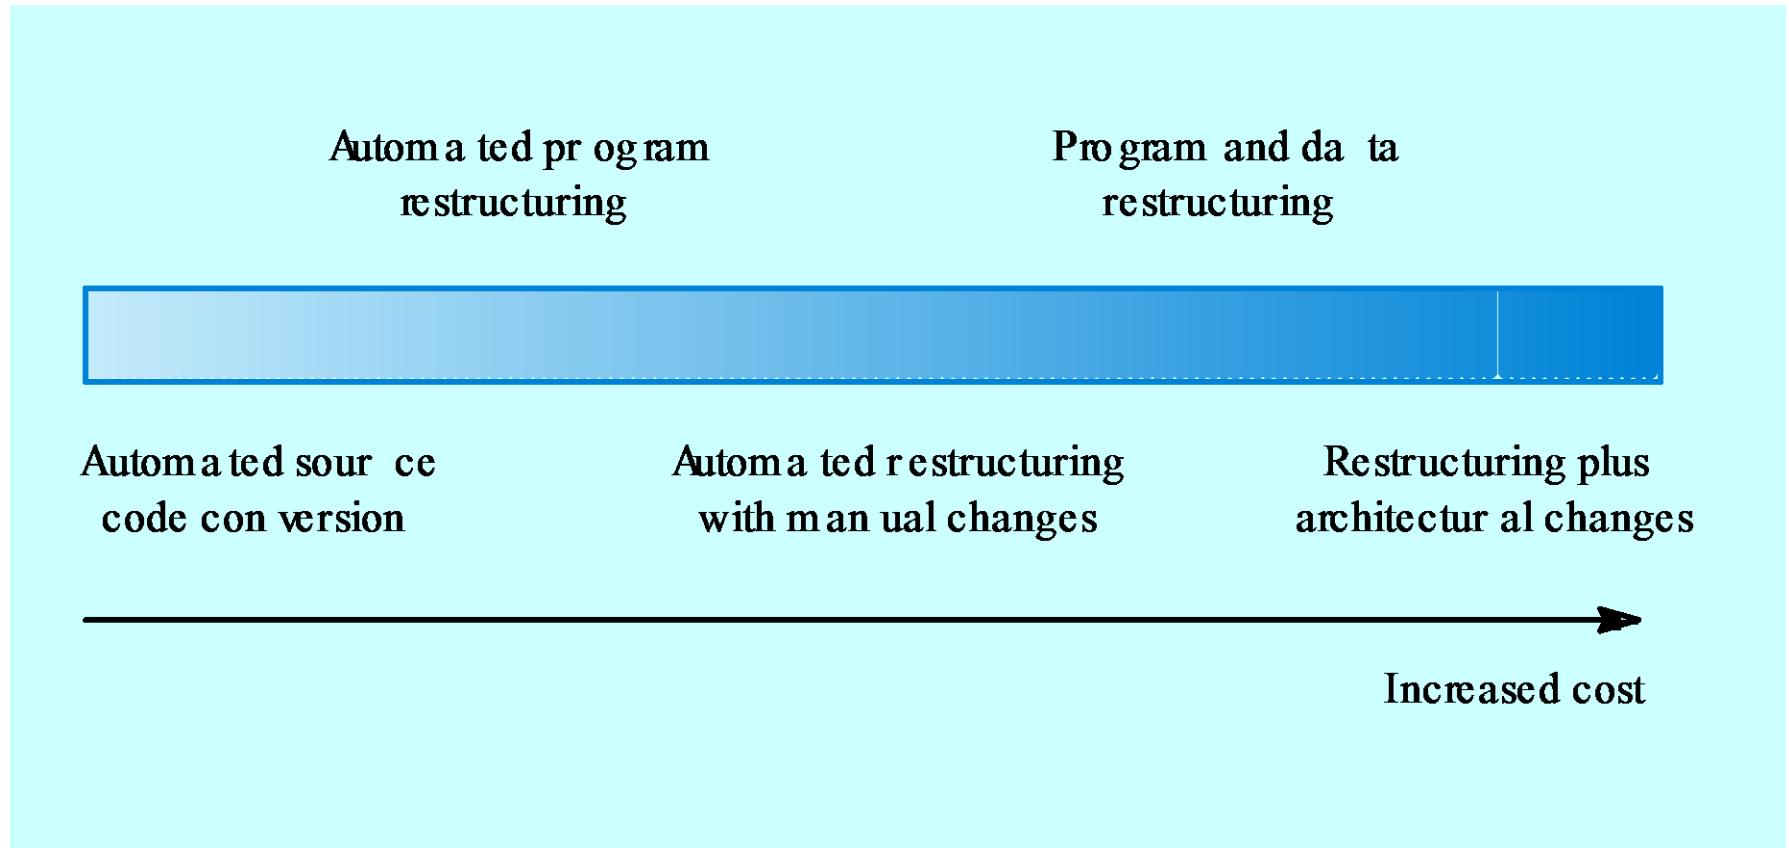 Automated program
restructuring
Program and data
restructuring
Automated source
code conversion
Automated restructuring
with manual changes
Restructuring plus
architectural changes
Increased cost